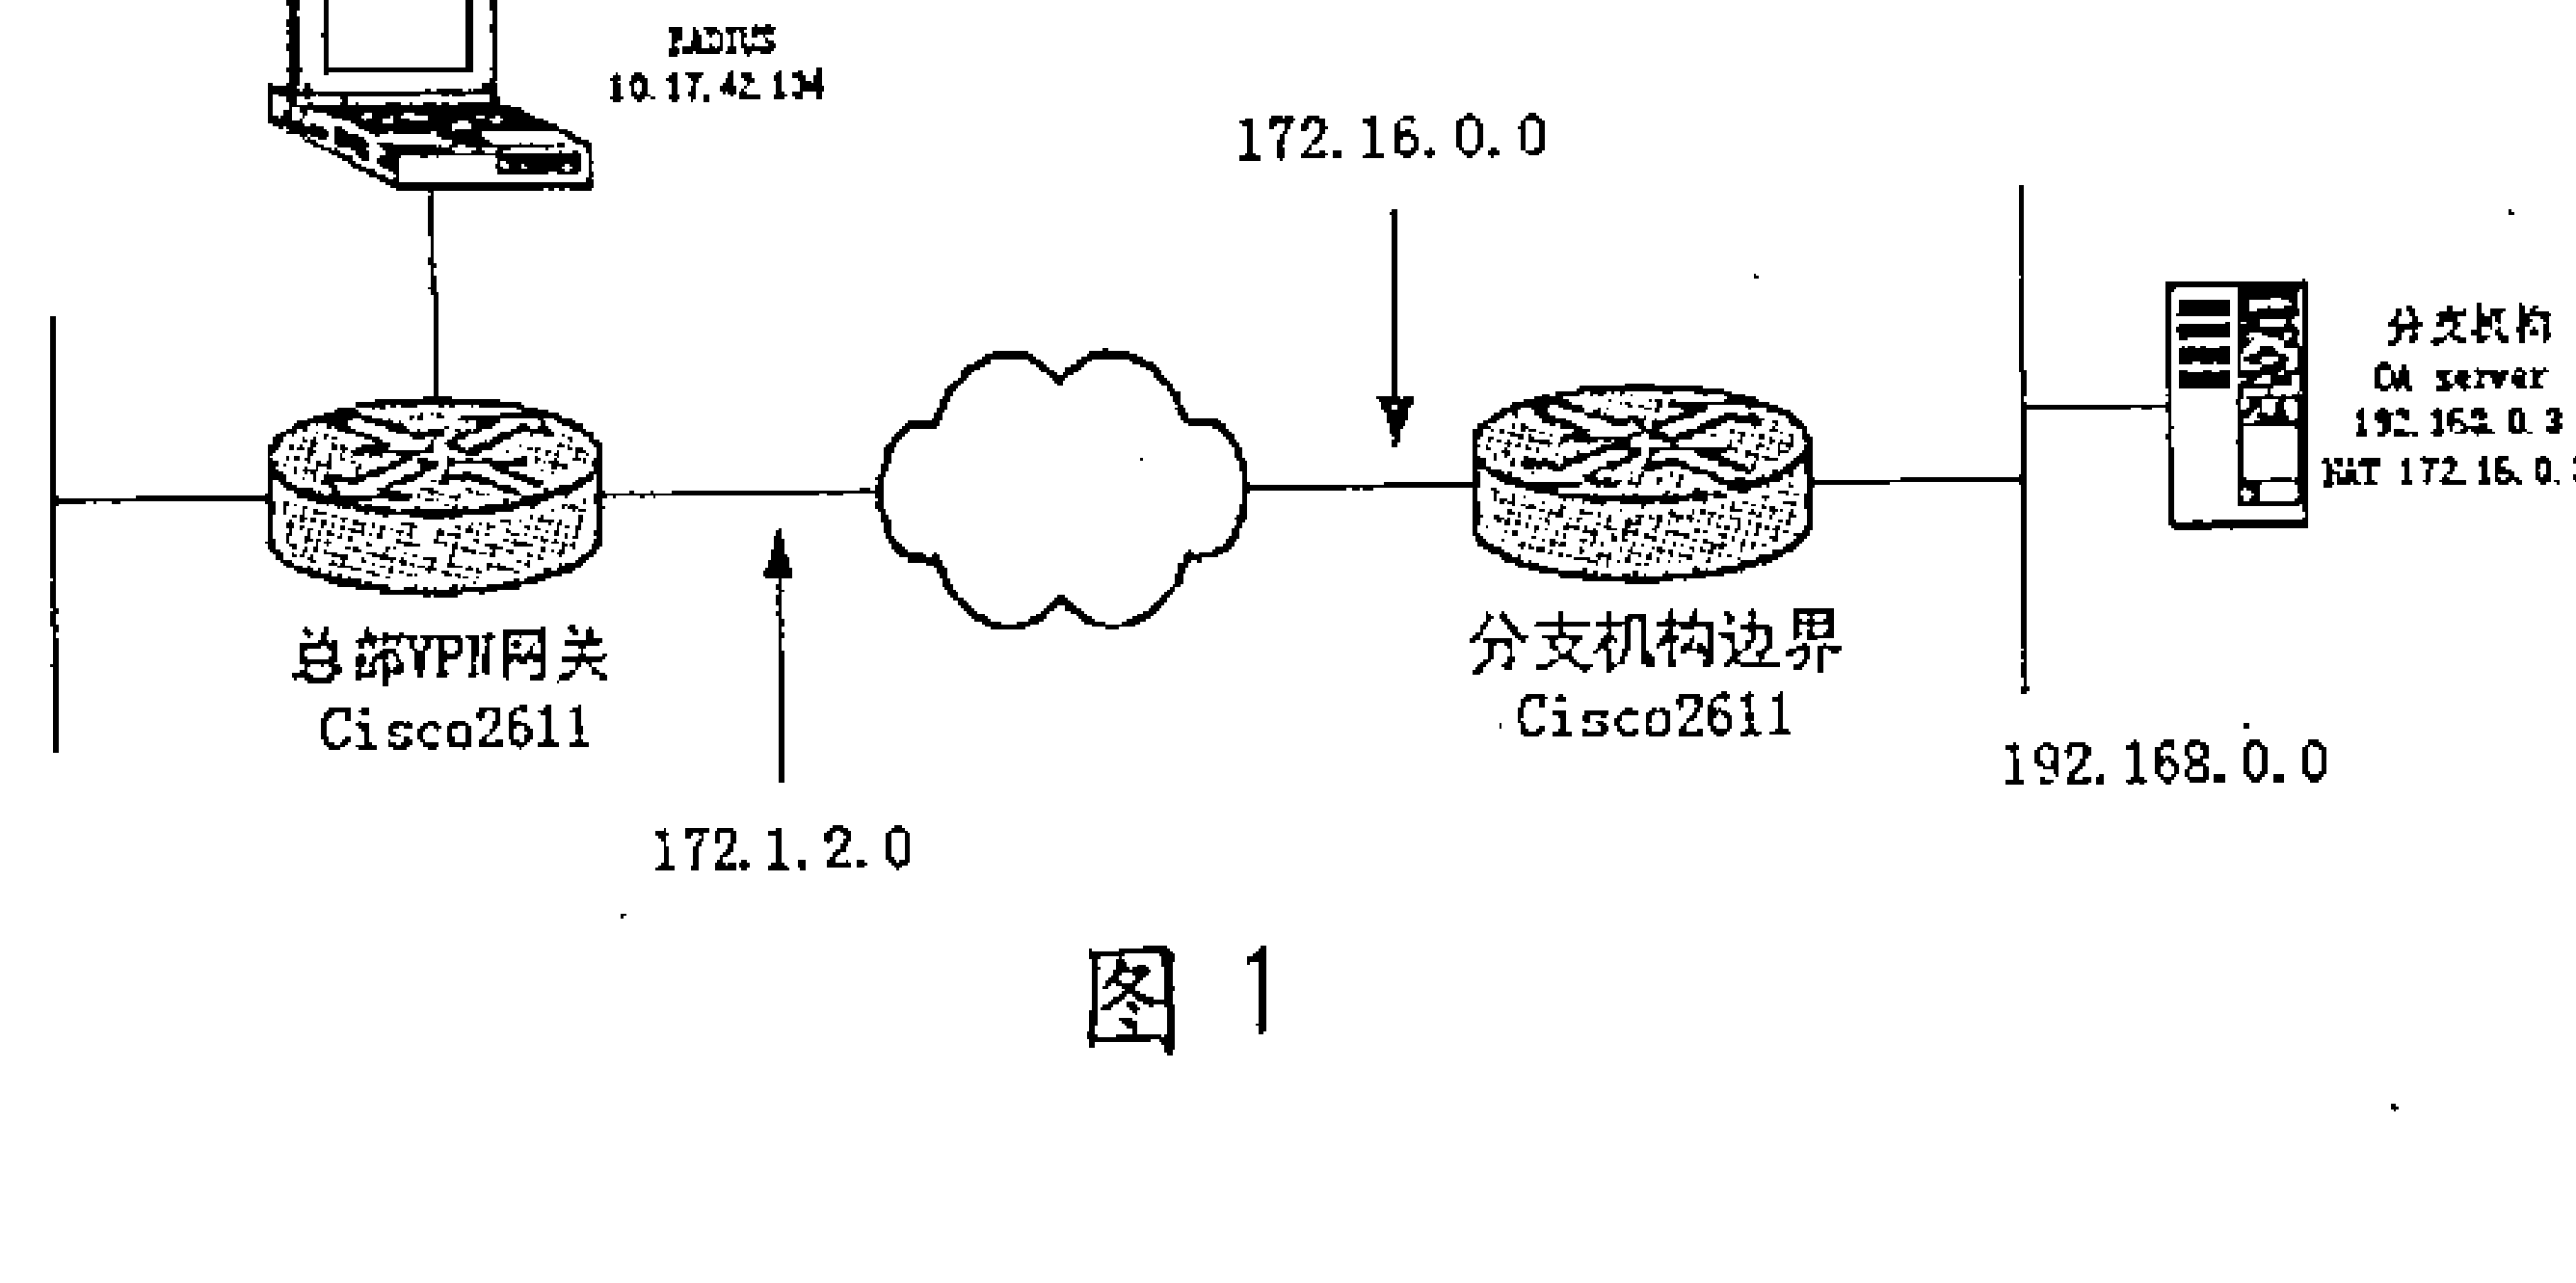 RADIUS
10.17.42.134
172.16.0.0
分支机构
OA server
192.168.0.3
NAT 172.16.0.
总部VPN网关
Cisco2611
分支机构边界
Cisco2611
192.168.0.0
172.1.2.0
图 1